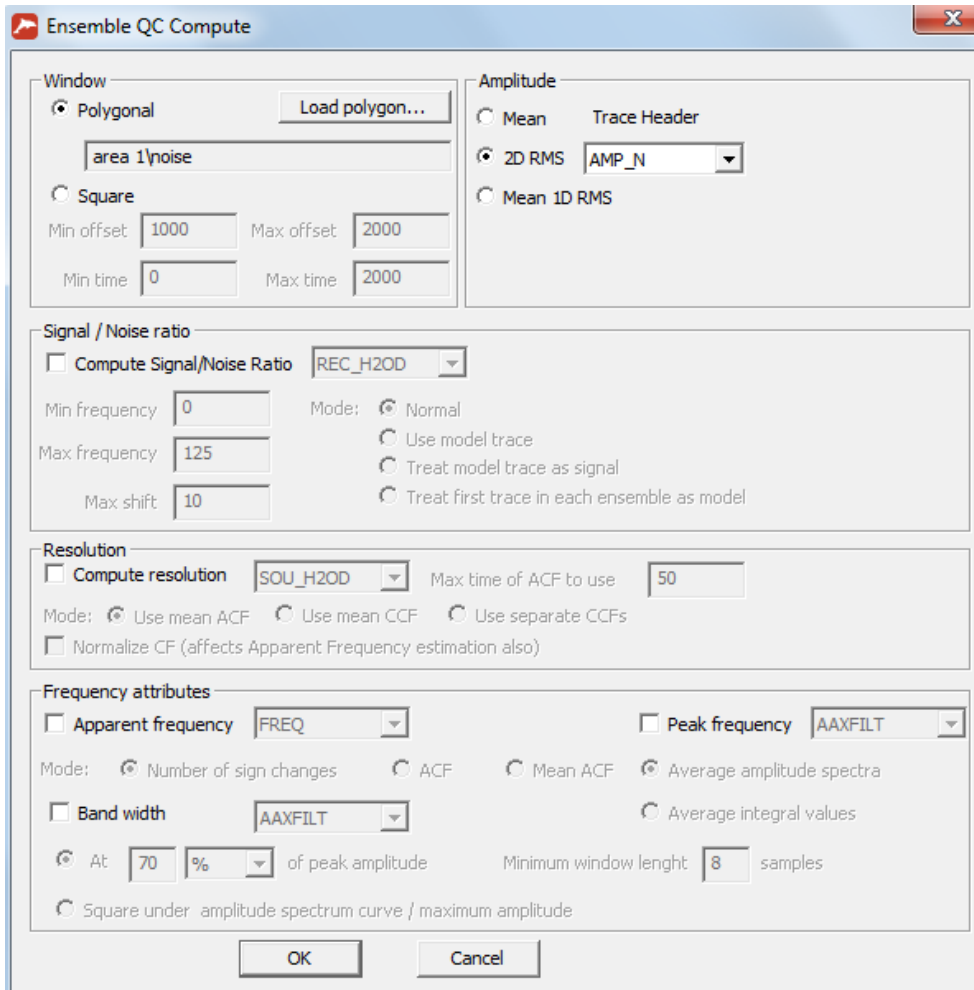 Ensemble QC Compute
Window
Polygonal
Load polygon...
area 1\noise
Square
Min offset 1000 Max offset 2000
Min time 0 Max time 2000
Amplitude
Mean Trace Header
2D RMS AMP_N
Mean 1D RMS
Signal / Noise ratio
Compute Signal/Noise Ratio REC_H2OD
Min frequency 0 Mode: Normal
Use model trace
Max frequency 125
Treat model trace as signal
Max shift 10 Treat first trace in each ensemble as model
Resolution
Compute resolution SOU_H2OD Max time of ACF to use 50
Mode: Use mean ACF Use mean CCF Use separate CCFs
Normalize CF (affects Apparent Frequency estimation also)
Frequency attributes
Apparent frequency FREQ Peak frequency AAXFILT
Mode: Number of sign changes ACF Mean ACF Average amplitude spectra
Band width AAXFILT Average integral values
At 70 % of peak amplitude Minimum window lenght 8 samples
Square under amplitude spectrum curve / maximum amplitude
OK Cancel